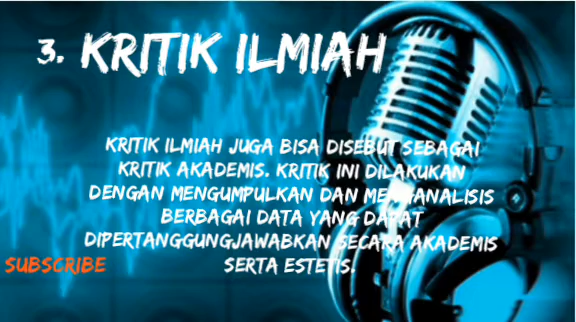 3. KRITIK ILMIAH
KRITIK ILMIAH JUGA BISA DISEBUT SEBAGAI
KRITIK AKADEMIS. KRITIK INI DILAKUKAN
DENGAN MENGUMPULKAN DAN MENGANALISIS
BERBAGAI DATA YANG DAPAT
DIPERTANGGUNGJAWABKAN SECARA AKADEMIS
SERTA ESTETIS.
SUBSCRIBE